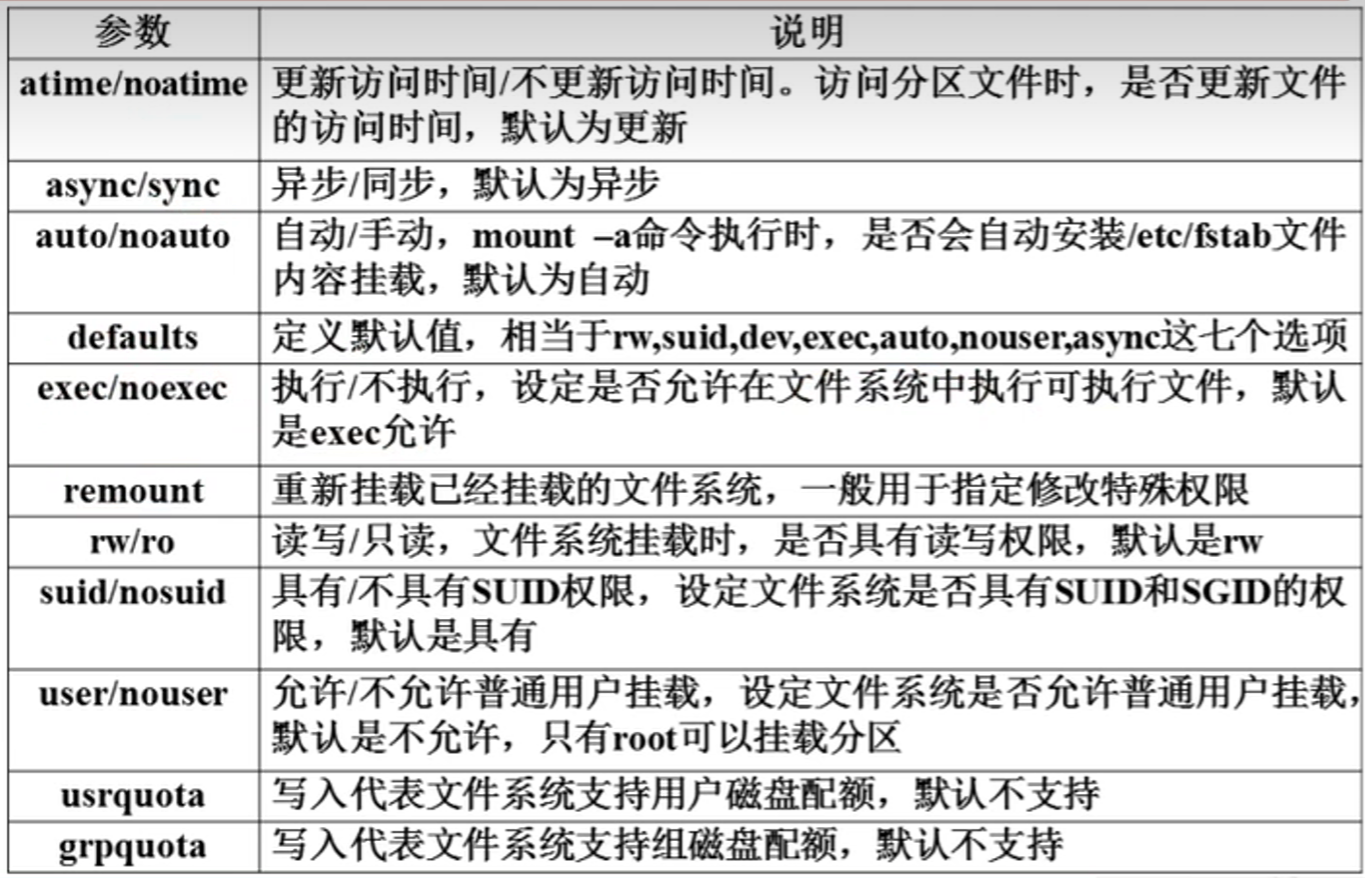 参数 说明
atime/noatime 更新访问时间/不更新访问时间。访问分区文件时，是否更新文件
的访问时间，默认为更新
async/sync 异步/同步，默认为异步
auto/noauto 自动/手动，mount –a命令执行时，是否会自动安装/etc/fstab文件
内容挂载，默认为自动
defaults 定义默认值，相当于rw,suid,dev,exec,auto,nouser,async这七个选项
exec/noexec 执行/不执行，设定是否允许在文件系统中执行可执行文件，默认
是exec允许
remount 重新挂载已经挂载的文件系统，一般用于指定修改特殊权限
rw/ro 读写/只读，文件系统挂载时，是否具有读写权限，默认是rw
suid/nosuid 具有/不具有SUID权限，设定文件系统是否具有SUID和SGID的权
限，默认是具有
user/nouser 允许/不允许普通用户挂载，设定文件系统是否允许普通用户挂载，
默认是不允许，只有root可以挂载分区
usrquota 写入代表文件系统支持用户磁盘配额，默认不支持
grpquota 写入代表文件系统支持组磁盘配额，默认不支持